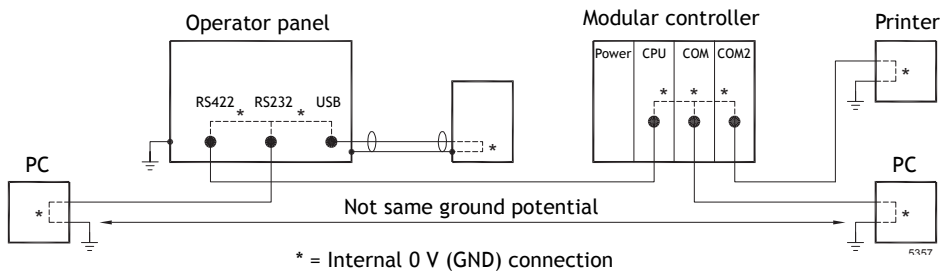 Operator panel
Modular controller
Printer
Power CPU COM COM2
RS422 RS232 USB
* * * * *
*
*
PC
PC
*
*
Not same ground potential
5357
* = Internal 0 V (GND) connection